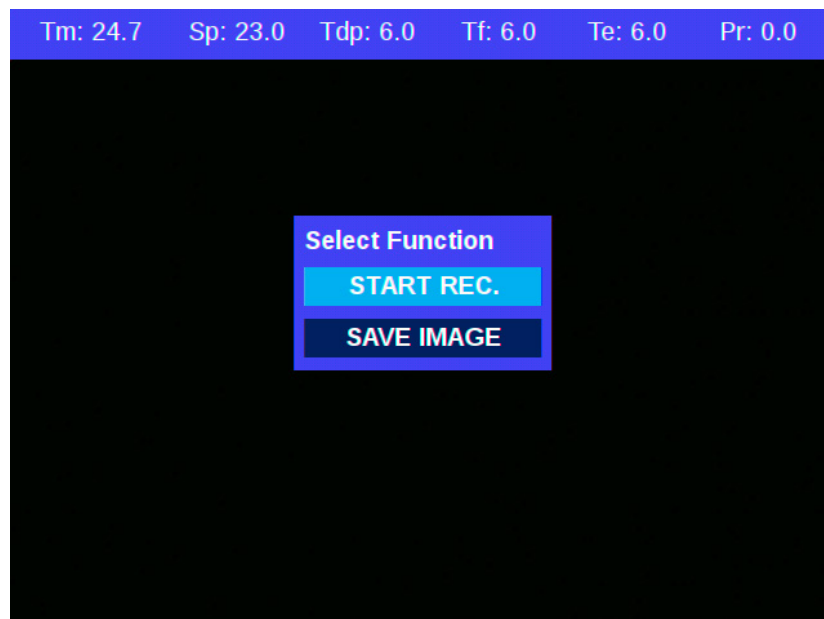 Tm: 24.7 Sp: 23.0 Tdp: 6.0 Tf: 6.0 Te: 6.0 Pr: 0.0
Select Function
START REC.
SAVE IMAGE